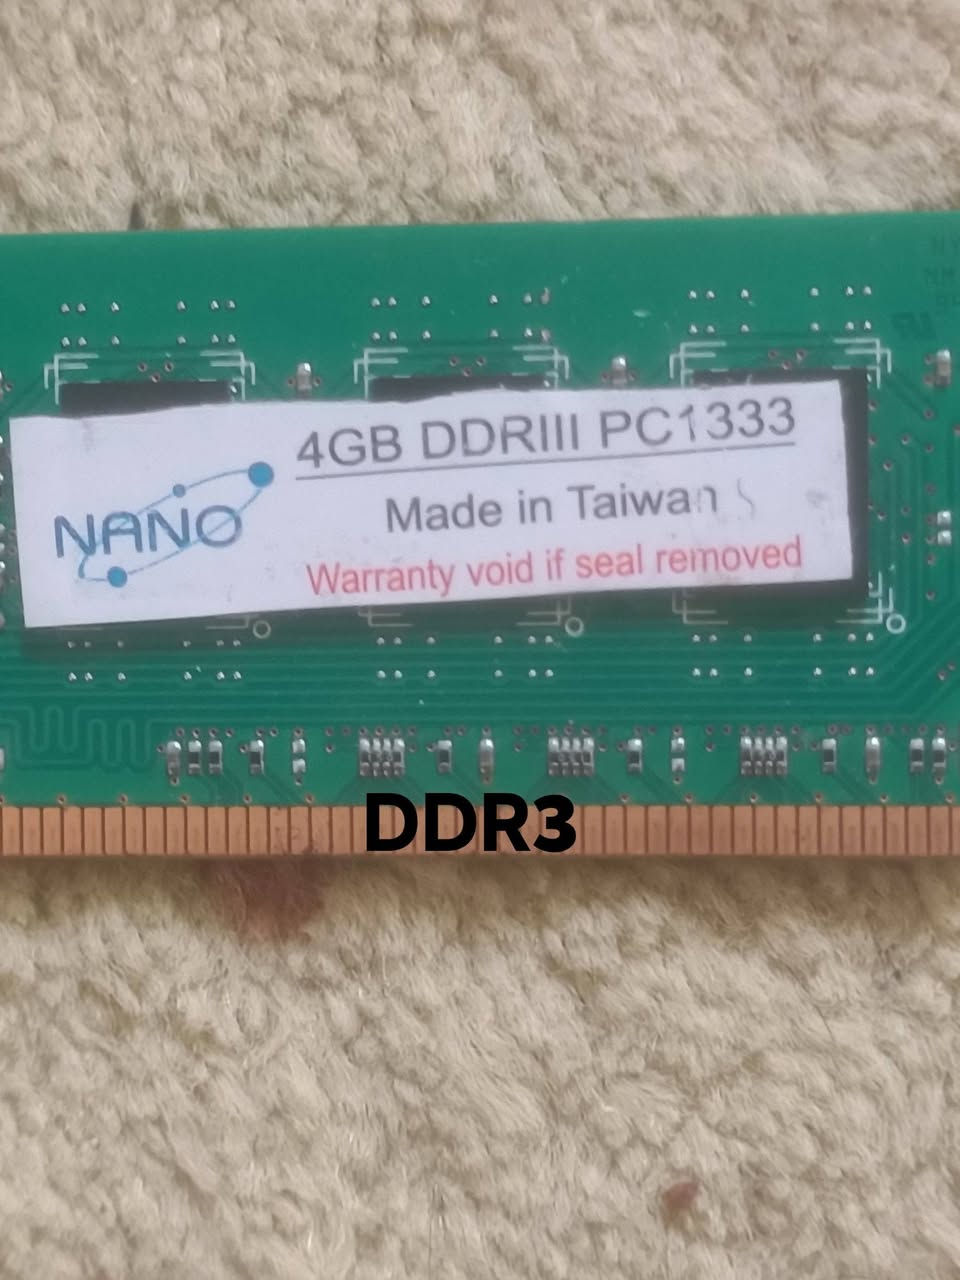 4GB DDRIII PC1333
NANO
Made in Taiwan
Warranty void if seal removed
DDR3